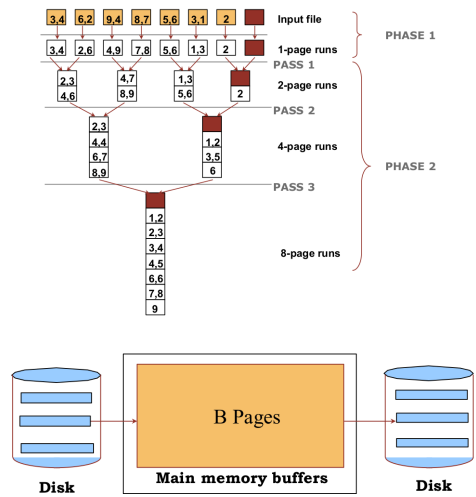 3,4 6,2 9,4 8,7 5,6 3,1 2 Input file
PHASE 1
3,4 2,6 4,9 7,8 5,6 1,3 2 1-page runs
PASS 1
2,3 4,7 1,3 2-page runs
4,6 8,9 5,6 2
PASS 2
2,3
4,4 1,2 4-page runs
6,7 3,5
8,9 6
PHASE 2
PASS 3
1,2
2,3
3,4
4,5 8-page runs
6,6
7,8
9
B Pages
Main memory buffers
Disk Disk